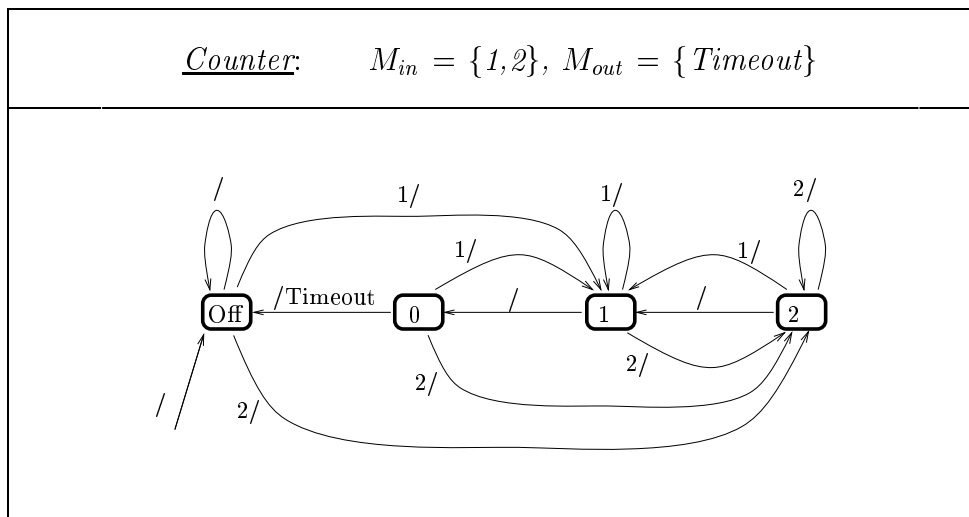 Counter: M_in = {1,2}, M_out = {Timeout}
/ 1/ 1/ 2/
1/ 1/
/Timeout / /
Off 0 1 2
2/ 2/
/ 2/